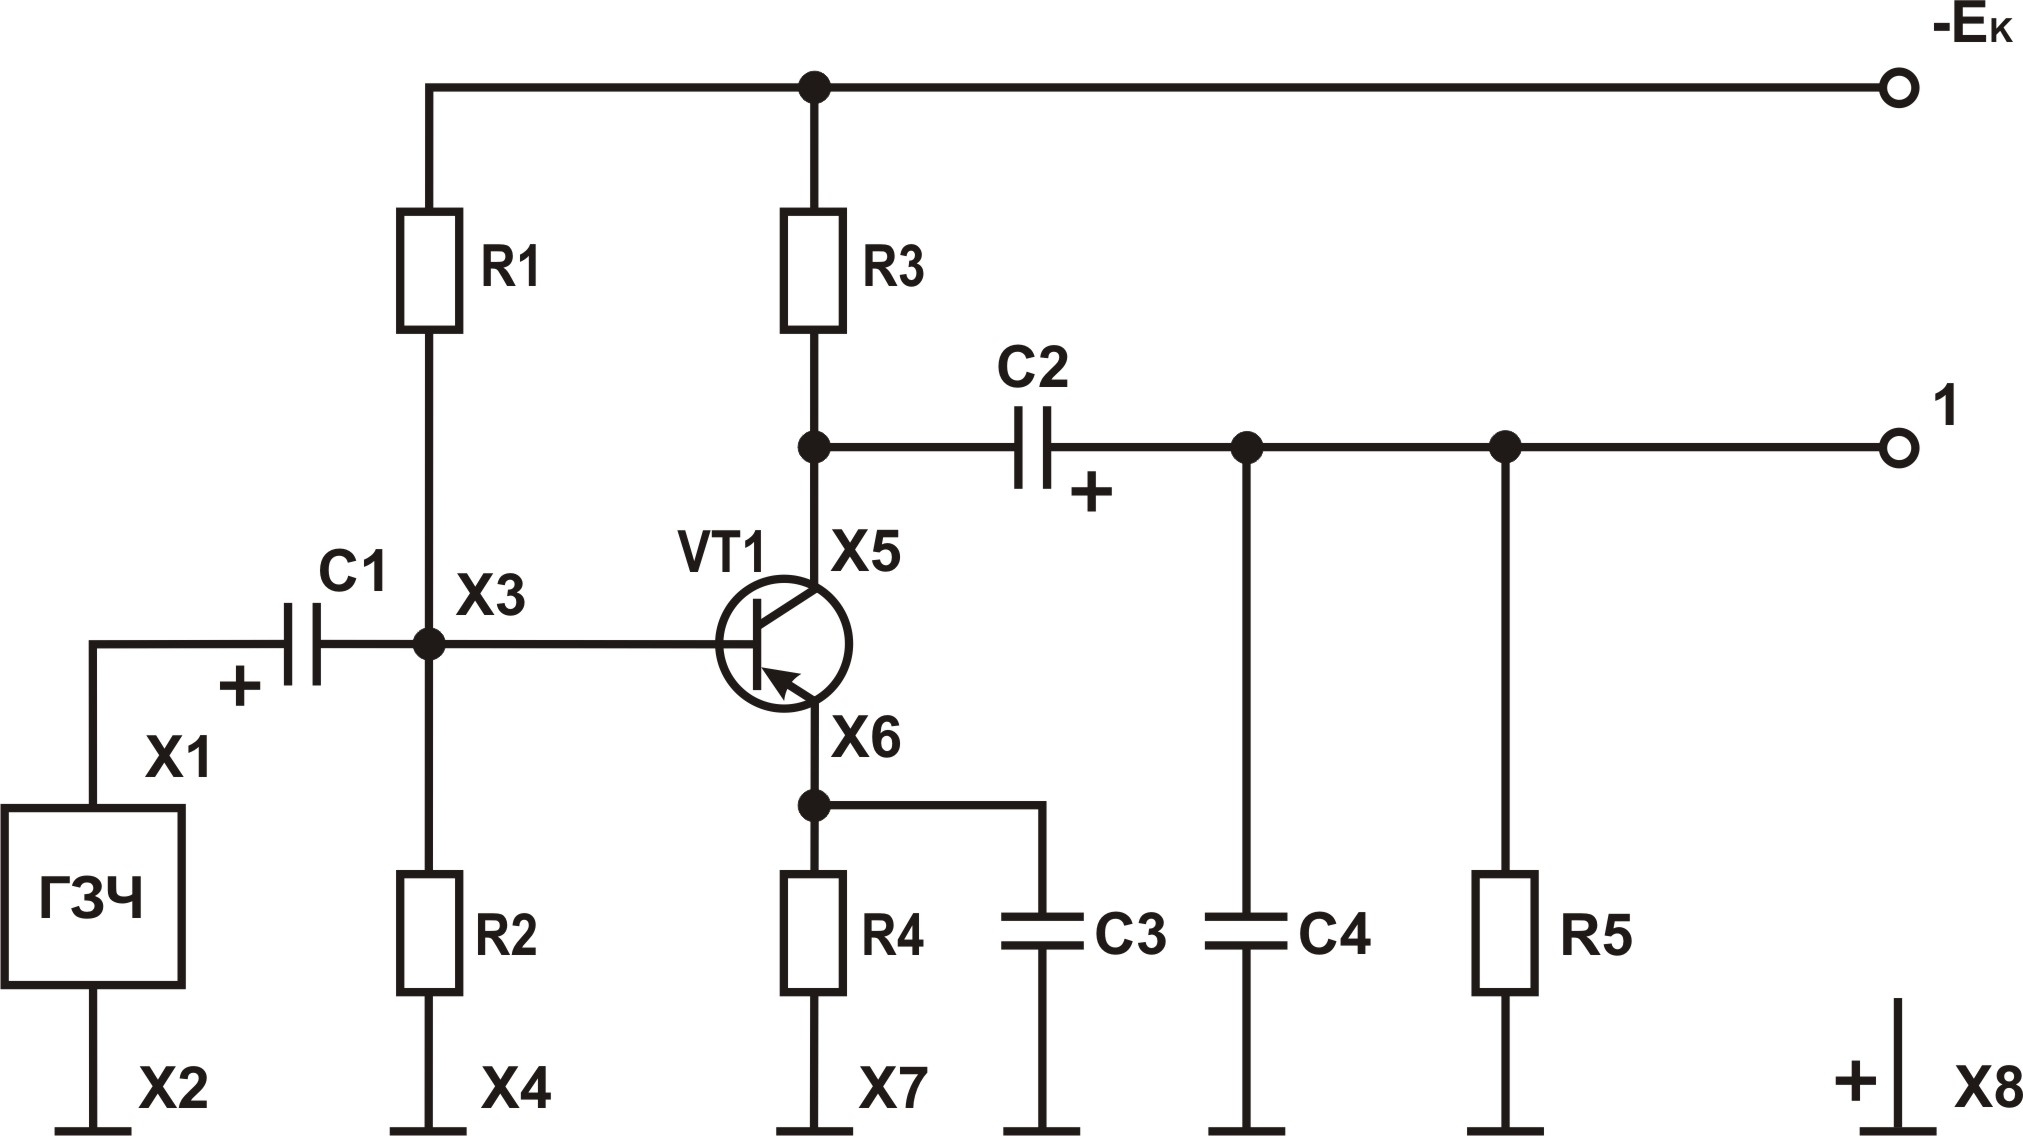 -Eк
R1
R3
C2
1
VT1
X5
C1
X3
+
+
X6
X1
ГЗЧ
R2
R4
C3
C4
R5
X2
X4
X7
+
X8